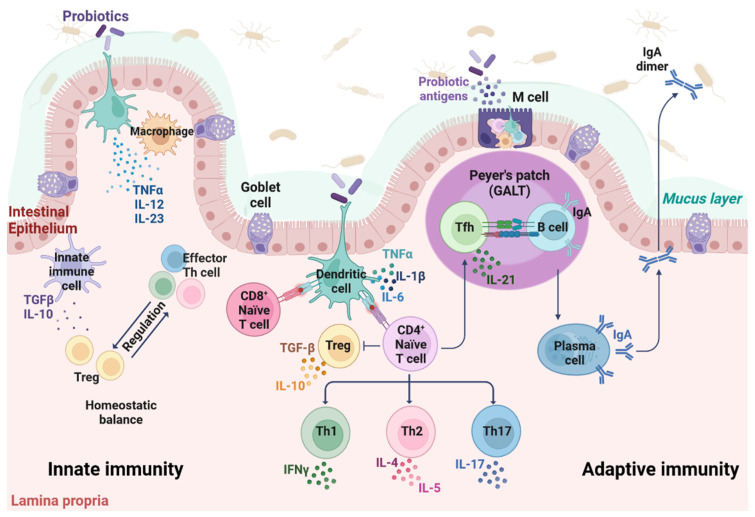 Probiotics
IgA
dimer
Probiotic
antigens
M cell
Macrophage
TNFα
IL-12
IL-23
Goblet
cell
Peyer's patch
(GALT)
Mucus layer
Intestinal
Epithelium
IgA
Tfh
B cell
Innate
immune
cell
Effector
Th cell
TNFα
IL-1β
IL-6
Dendritic
cell
IL-21
TGFβ
IL-10
CD8⁺
Naïve
T cell
Regulation
TGF-β
Treg
IL-10
CD4⁺
Naïve
T cell
Plasma
cell
IgA
Treg
Homeostatic
balance
Th1
Th2
Th17
IFNγ
IL-4
IL-5
IL-17
Innate immunity
Adaptive immunity
Lamina propria